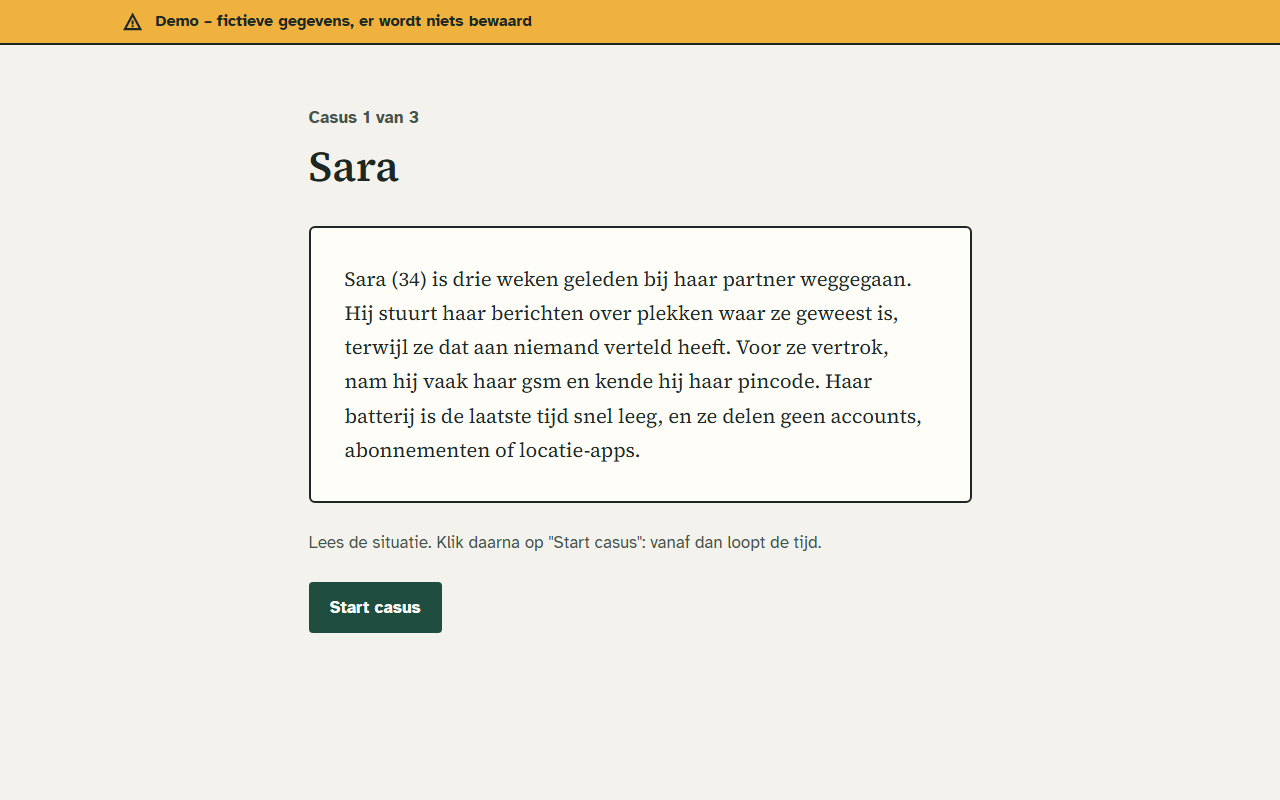 Demo – fictieve gegevens, er wordt niets bewaard
Casus 1 van 3
Sara
Sara (34) is drie weken geleden bij haar partner weggegaan.
Hij stuurt haar berichten over plekken waar ze geweest is,
terwijl ze dat aan niemand verteld heeft. Voor ze vertrok,
nam hij vaak haar gsm en kende hij haar pincode. Haar
batterij is de laatste tijd snel leeg, en ze delen geen accounts,
abonnementen of locatie-apps.
Lees de situatie. Klik daarna op "Start casus": vanaf dan loopt de tijd.
Start casus